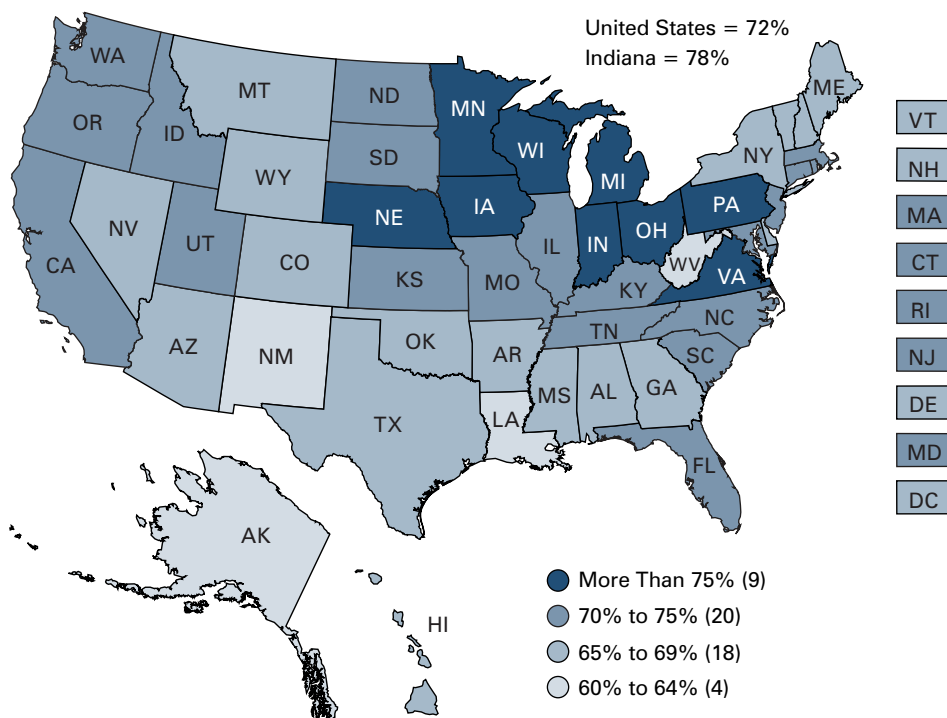 United States = 72%
Indiana = 78%
WA
MT
ND
MN
ME
VT
OR
ID
SD
WI
MI
NY
NH
WY
NE
IA
PA
MA
NV
UT
CO
IL
IN
OH
WV
VA
CT
CA
KS
MO
KY
RI
AZ
NM
OK
AR
TN
NC
SC
NJ
TX
LA
MS
AL
GA
DE
FL
MD
DC
AK
HI
More Than 75% (9)
70% to 75% (20)
65% to 69% (18)
60% to 64% (4)